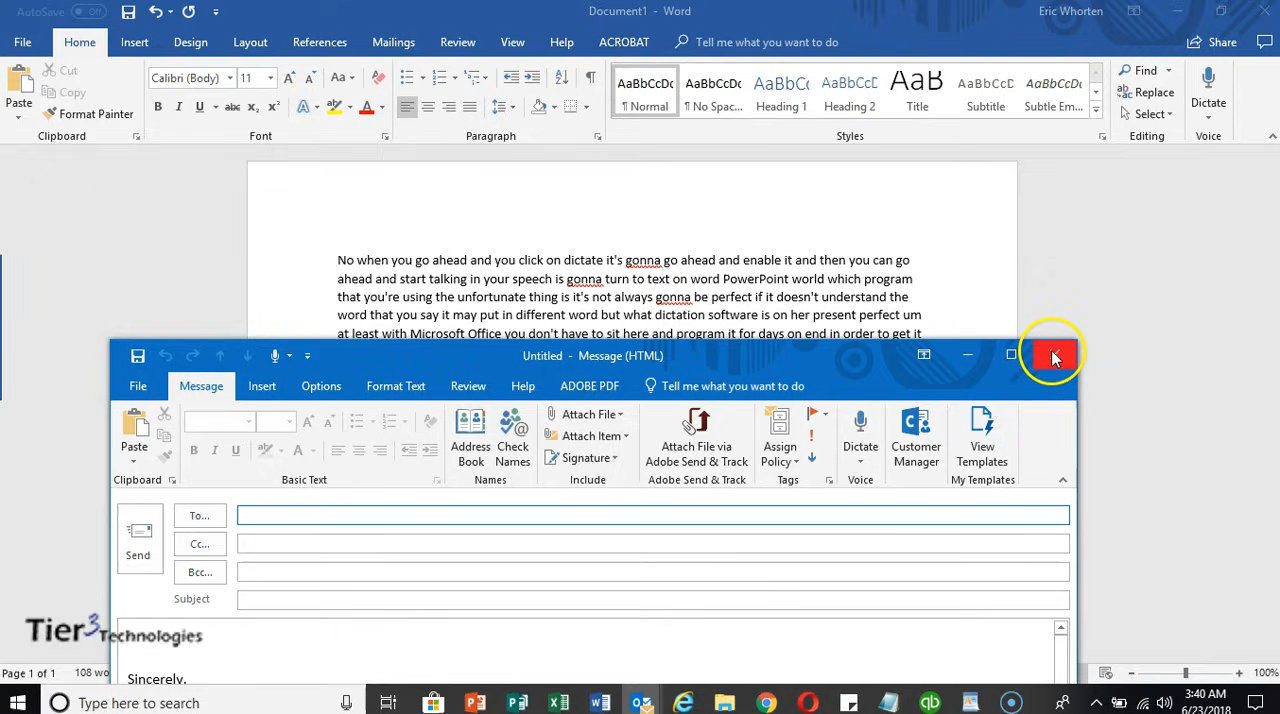 AutoSave Off Document1 - Word Eric Whorten
File Home Insert Design Layout References Mailings Review View Help ACROBAT Tell me what you want to do Share
Paste Cut Copy Format Painter
Calibri (Body) 11 Aa
B I U abc x₂ x² A A
AaBbCcDc AaBbCcDc AaBbCc AaBbCcD AaB AaBbCcD AaBbCcDc
¶ Normal ¶ No Spac... Heading 1 Heading 2 Title Subtitle Subtle Em...
Find Replace Select Dictate
Clipboard Font Paragraph Styles Editing Voice
No when you go ahead and you click on dictate it's gonna go ahead and enable it and then you can go
ahead and start talking in your speech is gonna turn to text on word PowerPoint world which program
that you're using the unfortunate thing is it's not always gonna be perfect if it doesn't understand the
word that you say it may put in different word but what dictation software is on her present perfect um
at least with Microsoft Office you don't have to sit here and program it for days on end in order to get it
Untitled - Message (HTML)
File Message Insert Options Format Text Review Help ADOBE PDF Tell me what you want to do
Paste B I U A Address Book Check Names Attach File Attach Item Signature Attach File via Adobe Send & Track Assign Policy Dictate Customer Manager View Templates
Clipboard Basic Text Names Include Adobe Send & Track Tags Voice My Templates
Send To...
Cc...
Bcc...
Subject
Tier3 Technologies
Sincerely,
Page 1 of 1 108 wo 100%
Type here to search 3:40 AM
6/23/2018